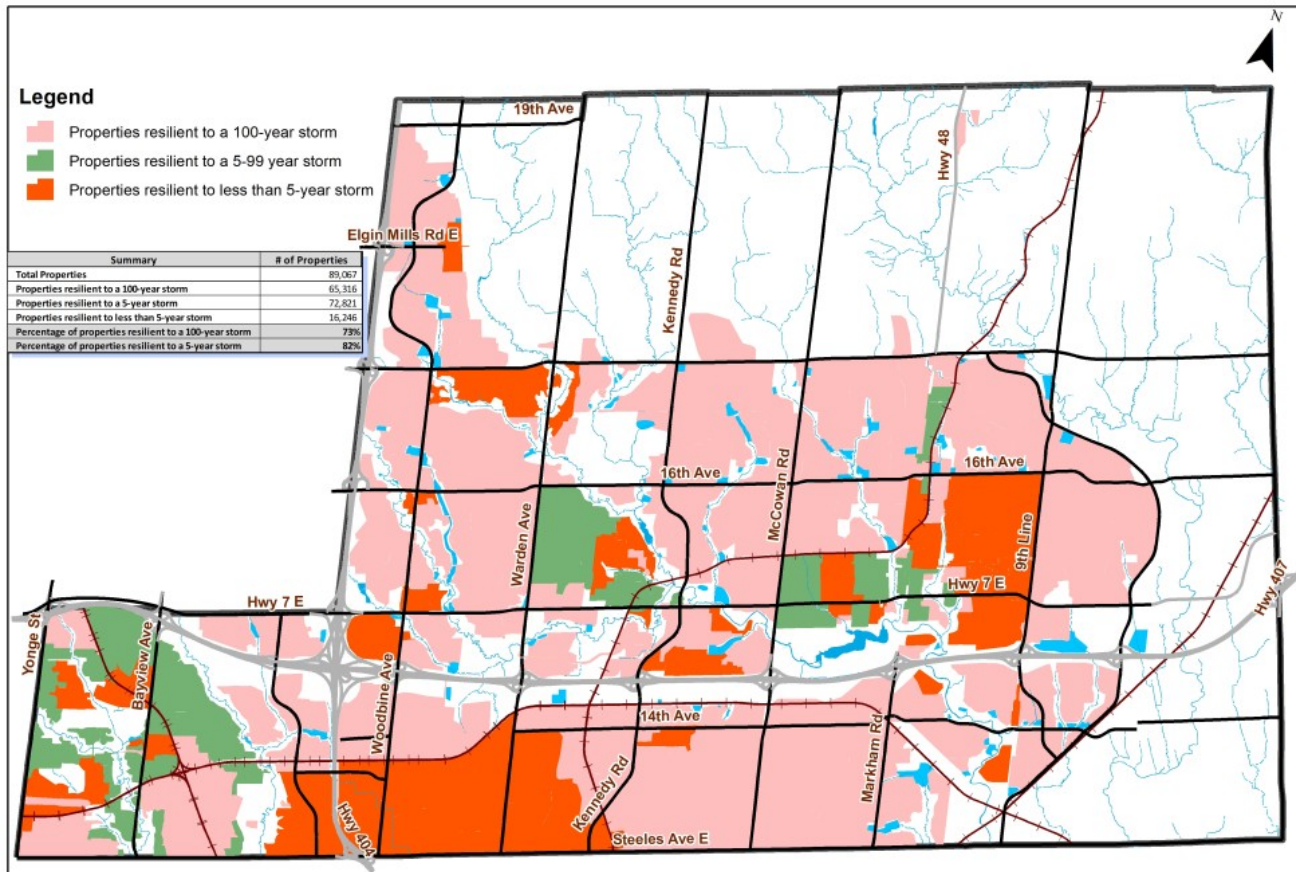 N
Legend
Properties resilient to a 100-year storm
Properties resilient to a 5-99 year storm
Properties resilient to less than 5-year storm
Summary # of Properties
Total Properties 89,067
Properties resilient to a 100-year storm 65,316
Properties resilient to a 5-year storm 72,821
Properties resilient to less than 5-year storm 16,246
Percentage of properties resilient to a 100-year storm 73%
Percentage of properties resilient to a 5-year storm 82%
19th Ave
Hwy 48
Elgin Mills Rd E
Kennedy Rd
16th Ave
16th Ave
McCowan Rd
Warden Ave
9th Line
Hwy 7 E
Hwy 7 E
Hwy 407
Yonge St
Bayview Ave
Woodbine Ave
14th Ave
Markham Rd
Kennedy Rd
Hwy 404
Steeles Ave E